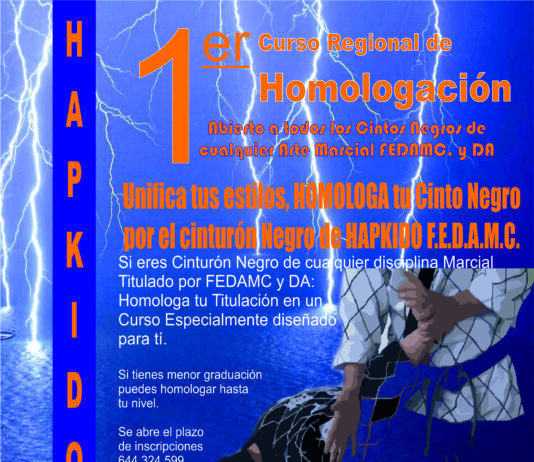 HAPKIDO
1er Curso Regional de
Homologación
Abierto a todos los Cintos Negros de
cualquier Arte Marcial FEDAMC. y DA
Unifica tus estilos, HOMOLOGA tu Cinto Negro
por el cinturón Negro de HAPKIDO F.E.D.A.M.C.
Si eres Cinturón Negro de cualquier disciplina Marcial
Titulado por FEDAMC y DA:
Homologa tu Titulación en un
Curso Especialmente diseñado
para tí.
Si tienes menor graduación
puedes homologar hasta
tu nivel.
Se abre el plazo
de inscripciones
644 324 599